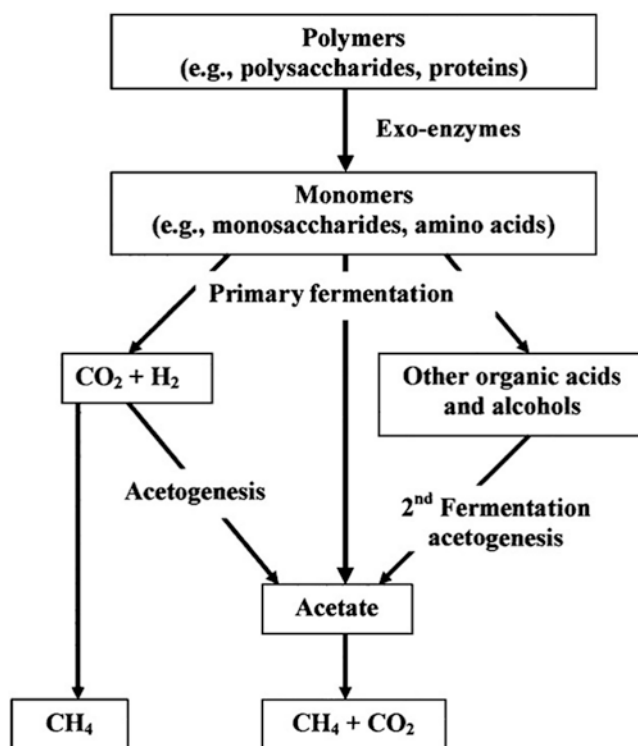 Polymers
(e.g., polysaccharides, proteins)
Exo-enzymes
Monomers
(e.g., monosaccharides, amino acids)
Primary fermentation
CO₂ + H₂
Other organic acids
and alcohols
Acetogenesis
2ⁿᵈ Fermentation
acetogenesis
Acetate
CH₄
CH₄ + CO₂